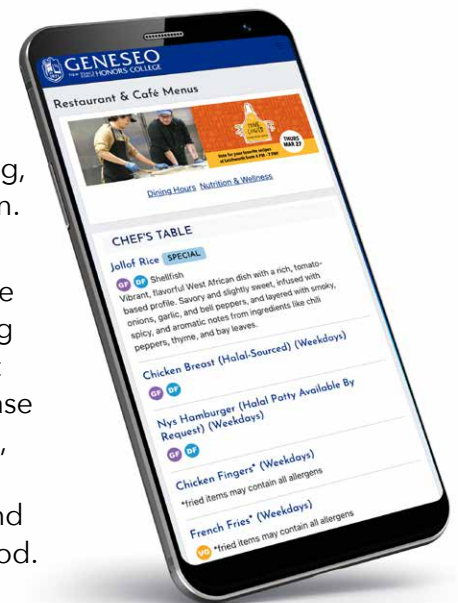 g,
n.
e
g
t
se
,
nd
od.
GENESEO
HONORS COLLEGE
Restaurant & Café Menus
THURS
MAR 27
Dining Hours Nutrition & Wellness
CHEF'S TABLE
Jollof Rice SPECIAL
GF DF Shellfish
Vibrant, flavorful West African dish with a rich, tomato-
based profile. Savory and slightly sweet, infused with
onions, garlic, and bell peppers, and layered with smoky,
spicy, and aromatic notes from ingredients like chili
peppers, thyme, and bay leaves.
Chicken Breast (Halal-Sourced) (Weekdays)
GF DF
Nys Hamburger (Halal Patty Available By
Request) (Weekdays)
GF DF
Chicken Fingers* (Weekdays)
*fried items may contain all allergens
French Fries* (Weekdays)
VG *fried items may contain all allergens